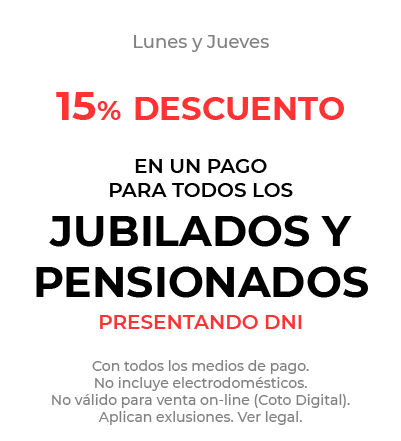 Lunes y Jueves
15% DESCUENTO
EN UN PAGO
PARA TODOS LOS
JUBILADOS Y
PENSIONADOS
PRESENTANDO DNI
Con todos los medios de pago.
No incluye electrodomésticos.
No válido para venta on-line (Coto Digital).
Aplican exlusiones. Ver legal.